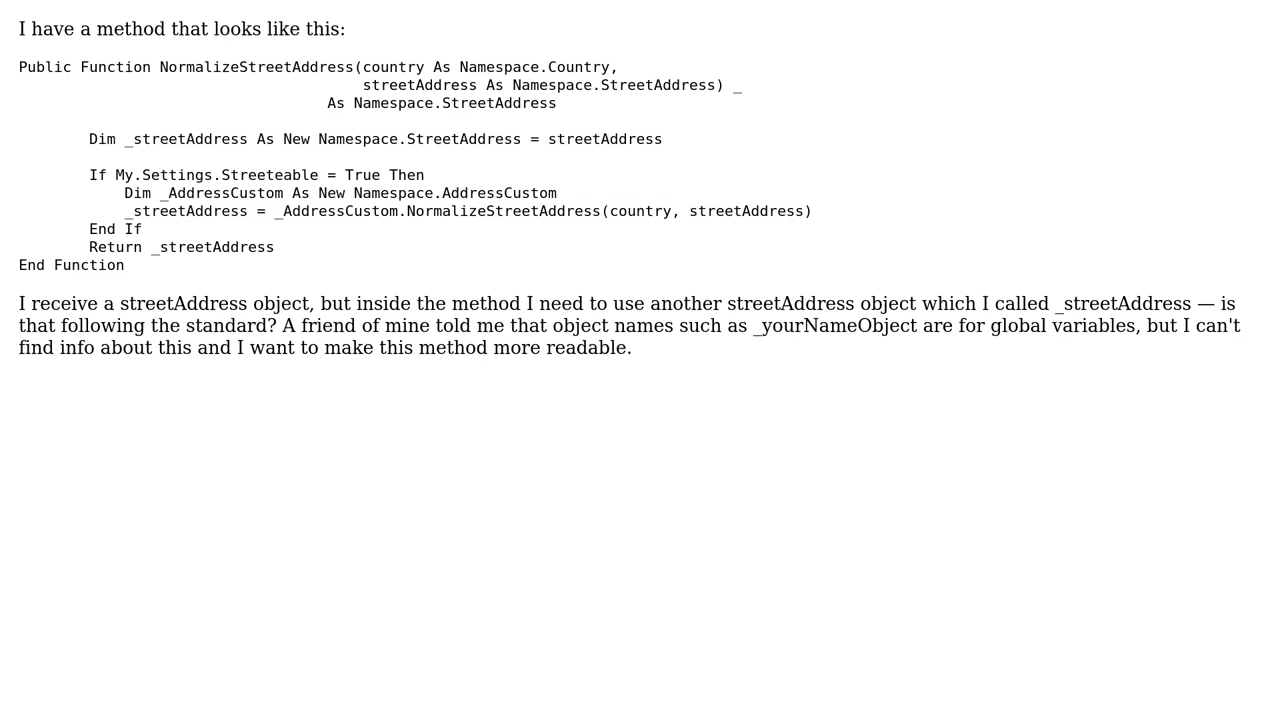 I have a method that looks like this:
Public Function NormalizeStreetAddress(country As Namespace.Country,
streetAddress As Namespace.StreetAddress) _
As Namespace.StreetAddress
Dim _streetAddress As New Namespace.StreetAddress = streetAddress
If My.Settings.Streeteable = True Then
Dim _AddressCustom As New Namespace.AddressCustom
_streetAddress = _AddressCustom.NormalizeStreetAddress(country, streetAddress)
End If
Return _streetAddress
End Function
I receive a streetAddress object, but inside the method I need to use another streetAddress object which I called _streetAddress — is
that following the standard? A friend of mine told me that object names such as _yourNameObject are for global variables, but I can't
find info about this and I want to make this method more readable.